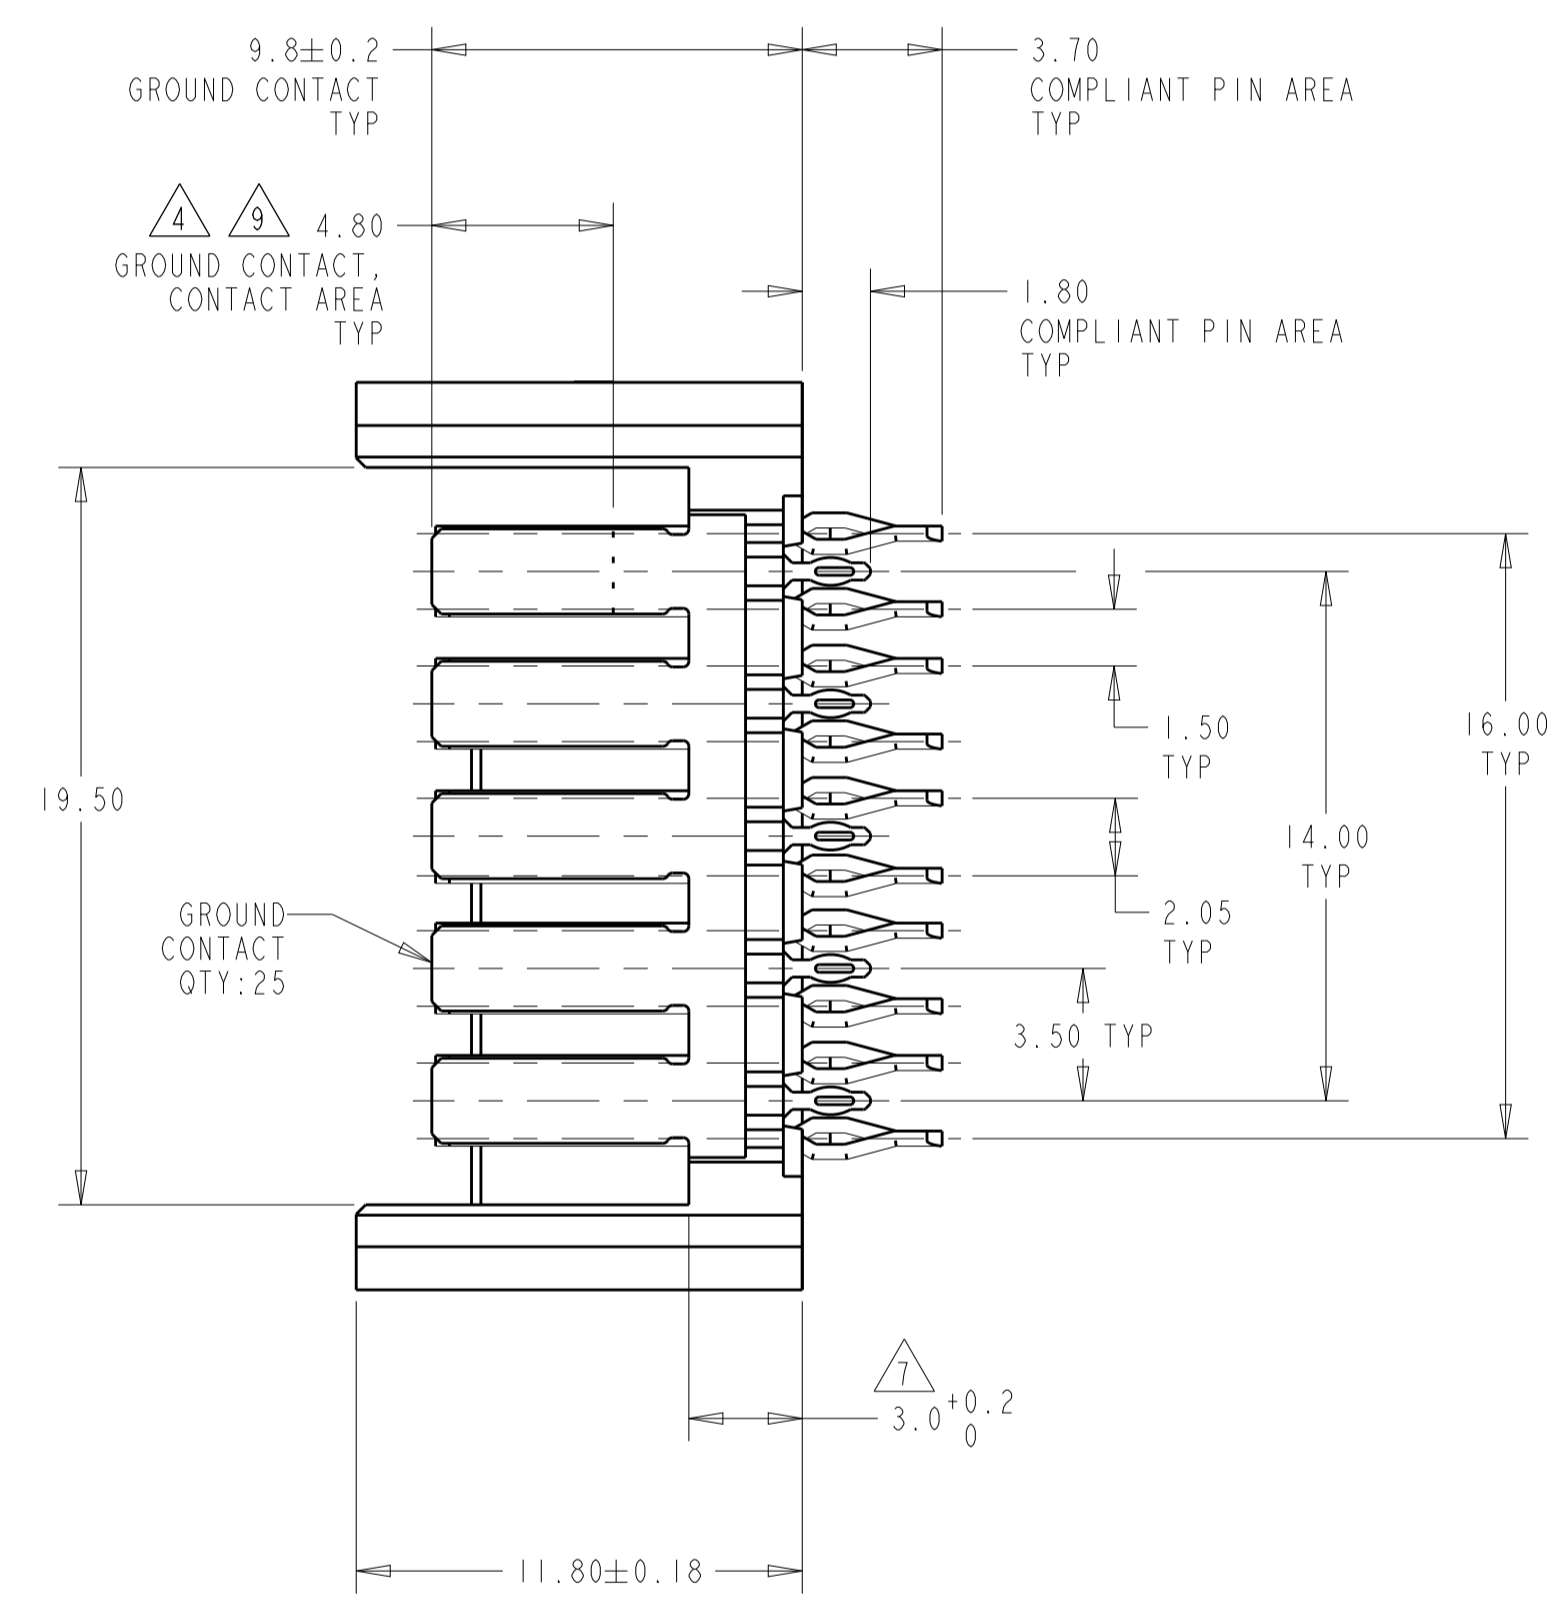 9.8±0.2
GROUND CONTACT
TYP
3.70
COMPLIANT PIN AREA
TYP
4 9 4.80
GROUND CONTACT,
CONTACT AREA
TYP
1.80
COMPLIANT PIN AREA
TYP
1.50
TYP
16.00
TYP
19.50
14.00
TYP
GROUND
CONTACT
QTY:25
2.05
TYP
3.50 TYP
7
3.0 +0.2
0
11.80±0.18